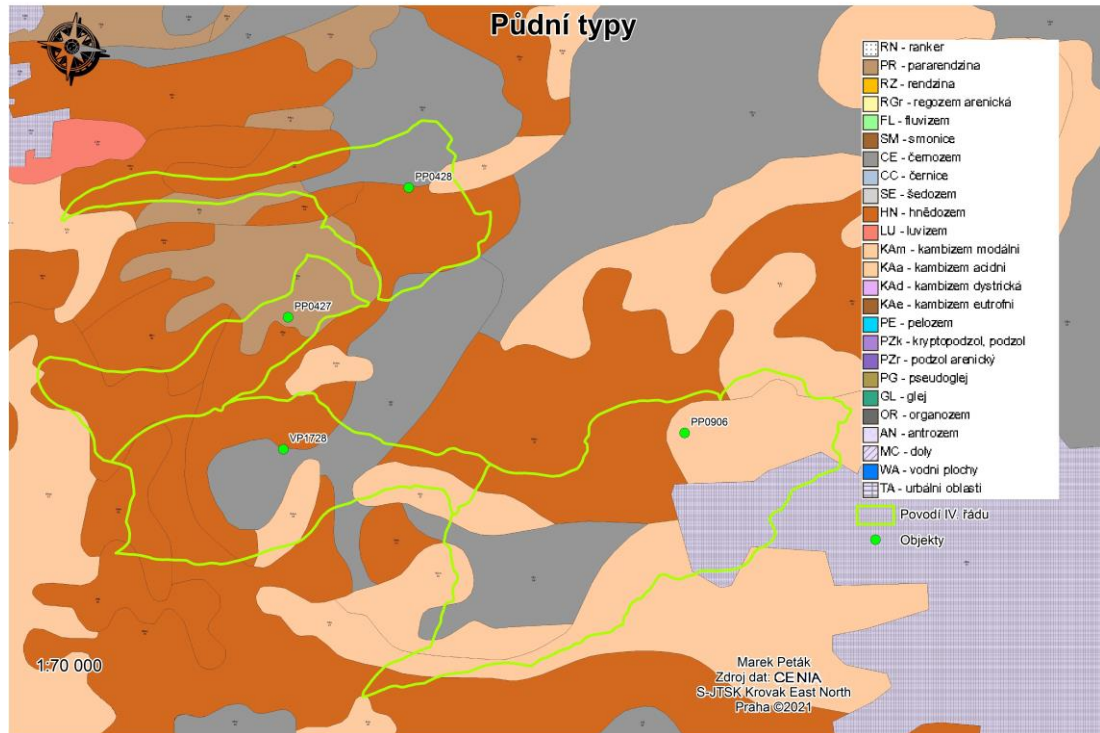 Půdní typy
RN - ranker
PR - pararendzina
RZ - rendzina
RGr - regozem arenická
FL - fluvizem
SM - smonice
CE - černozem
CC - černice
SE - šedozem
HN - hnědozem
LU - luvizem
KAm - kambizem modální
KAa - kambizem acidní
KAd - kambizem dystrická
KAe - kambizem eutrofní
PE - pelozem
PZk - kryptopodzol, podzol
PZr - podzol arenický
PG - pseudoglej
GL - glej
OR - organozem
AN - antrozem
MC - doly
WA - vodní plochy
TA - urbální oblasti
Povodí IV. řádu
Objekty
PP0428
PP0427
VP1728
PP0906
1:70 000
Marek Peták
Zdroj dat: CENIA
S-JTSK Krovak East North
Praha ©2021